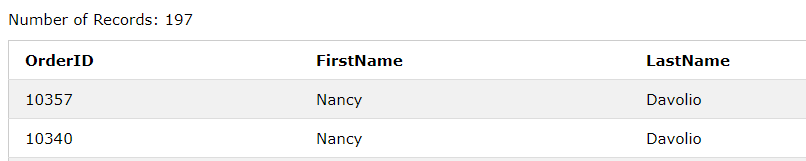 Number of Records: 197
OrderID FirstName LastName
10357 Nancy Davolio
10340 Nancy Davolio